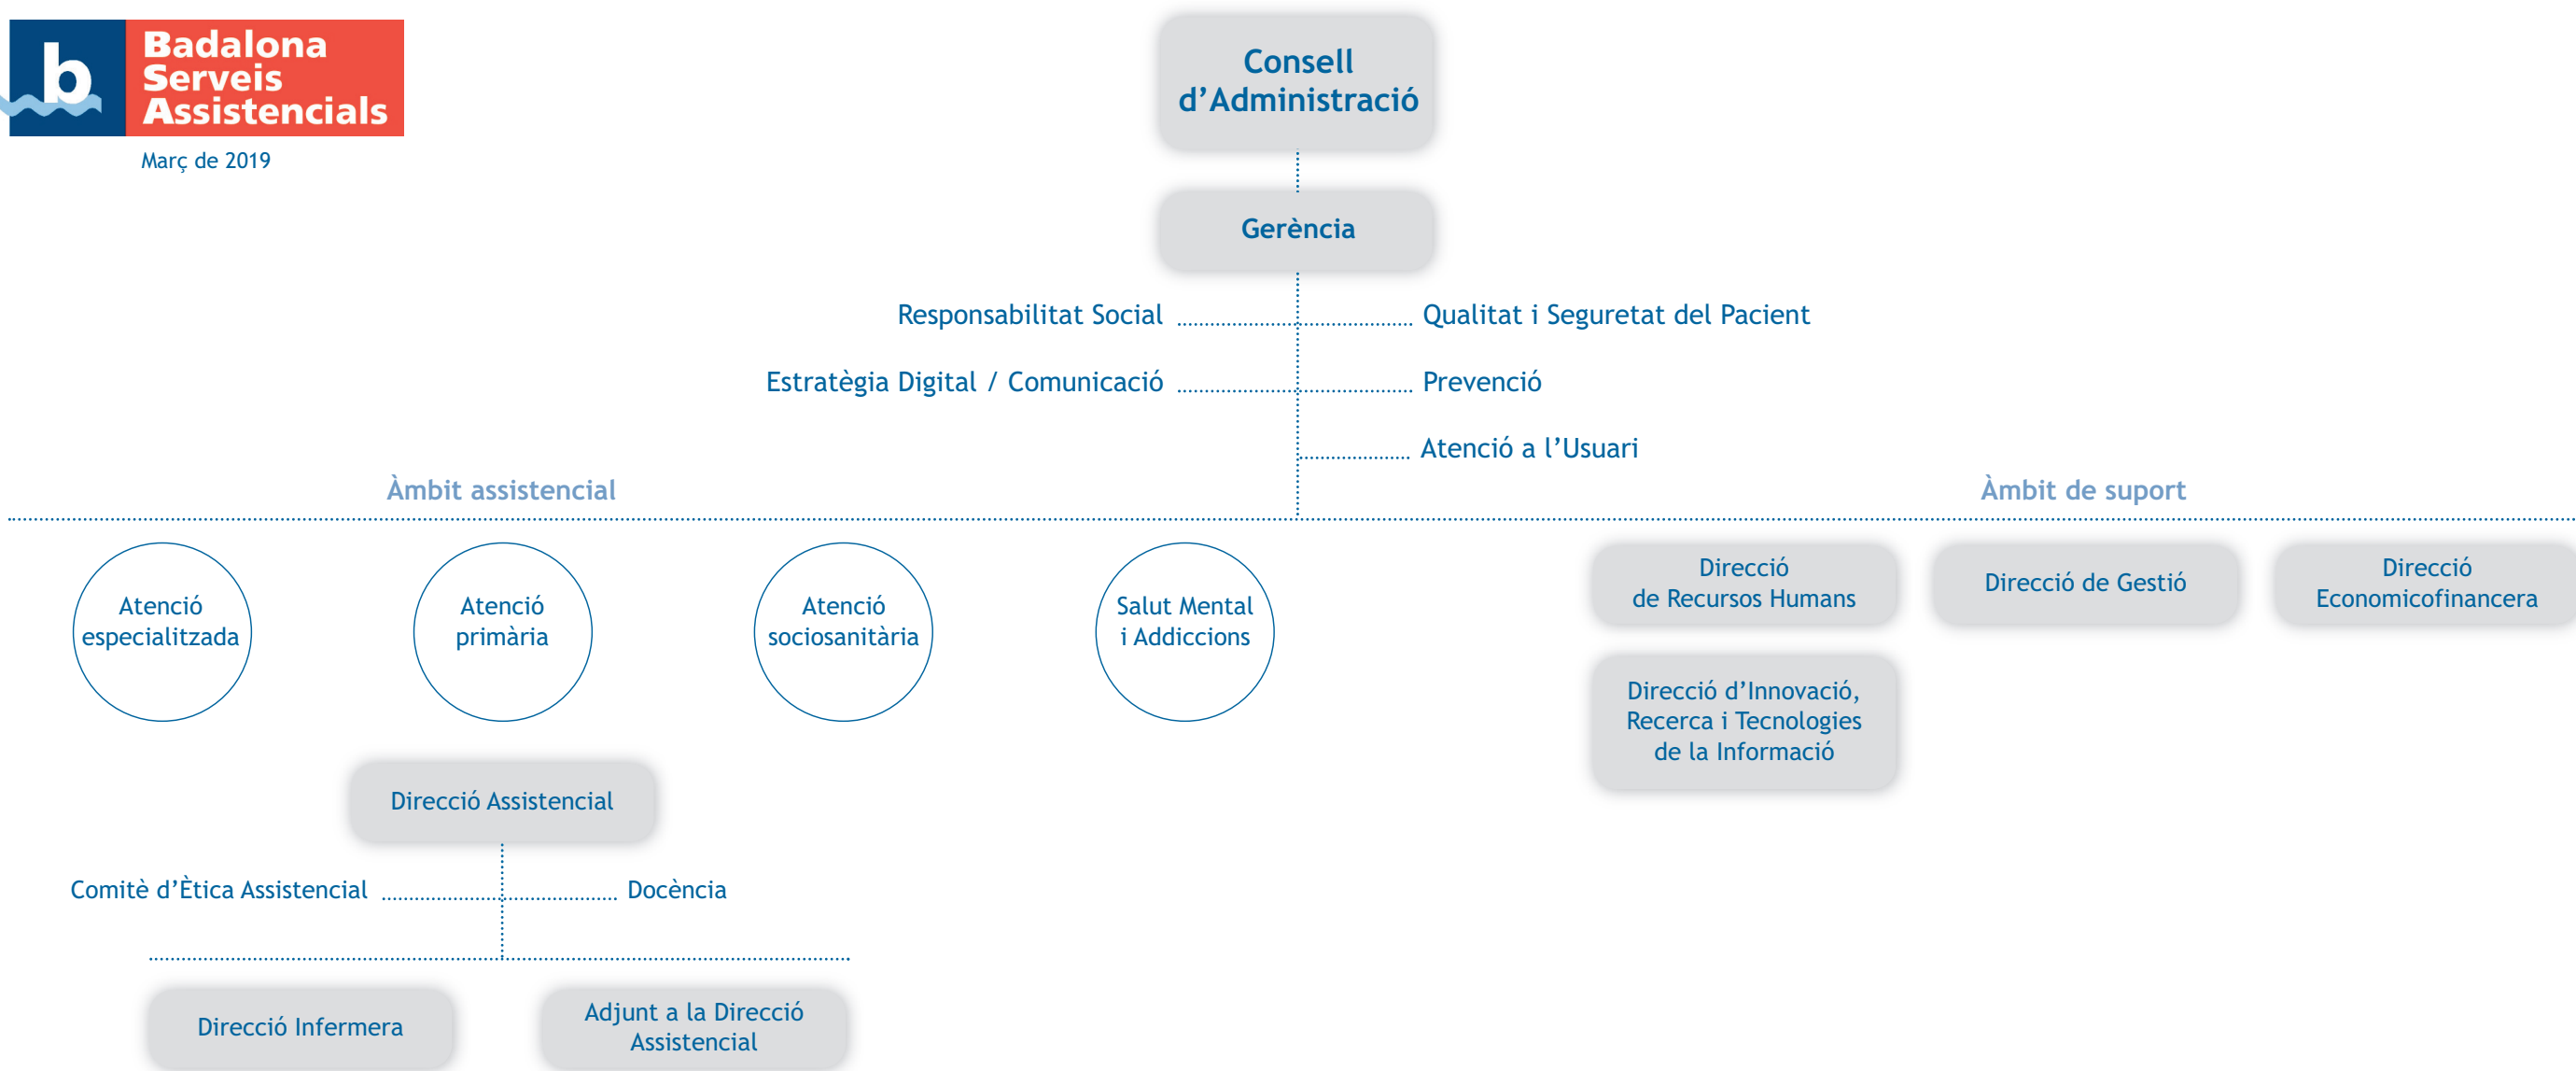 b
Badalona
Serveis
Assistencials
Març de 2019
Consell
d’Administració
Gerència
Responsabilitat Social
Qualitat i Seguretat del Pacient
Estratègia Digital / Comunicació
Prevenció
Atenció a l’Usuari
Àmbit assistencial
Àmbit de suport
Atenció
especialitzada
Atenció
primària
Atenció
sociosanitària
Salut Mental
i Addiccions
Direcció
de Recursos Humans
Direcció de Gestió
Direcció
Economicofinancera
Direcció d’Innovació,
Recerca i Tecnologies
de la Informació
Direcció Assistencial
Comitè d’Ètica Assistencial
Docència
Direcció Infermera
Adjunt a la Direcció
Assistencial